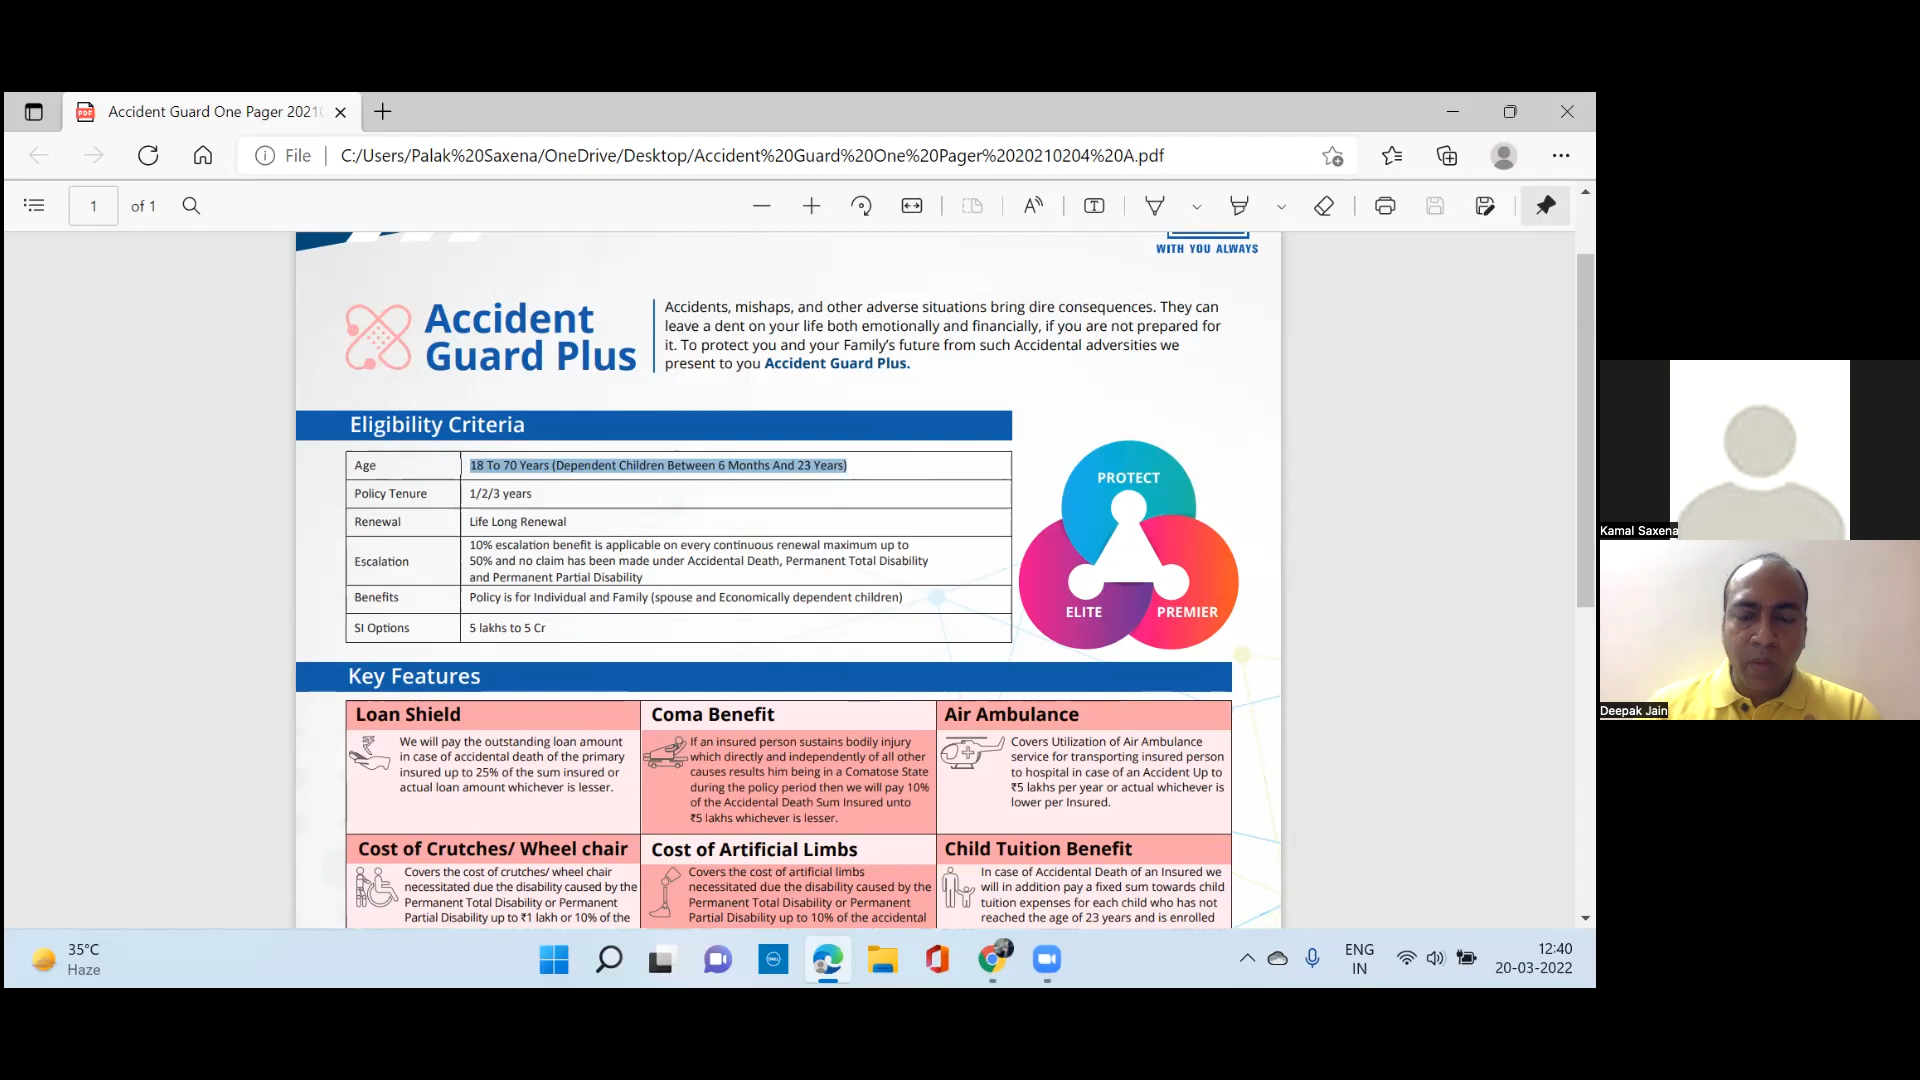 Accident Guard One Pager 20210
File
C:/Users/Palak%20Saxena/OneDrive/Desktop/Accident%20Guard%20One%20Pager%2020210204%20A.pdf
1 of 1
WITH YOU ALWAYS
Accident
Guard Plus
Accidents, mishaps, and other adverse situations bring dire consequences. They can
leave a dent on your life both emotionally and financially, if you are not prepared for
it. To protect you and your Family's future from such Accidental adversities we
present to you Accident Guard Plus.
Eligibility Criteria
Age 18 To 70 Years (Dependent Children Between 6 Months And 23 Years)
Policy Tenure 1/2/3 years
Renewal Life Long Renewal
Escalation
10% escalation benefit is applicable on every continuous renewal maximum up to
50% and no claim has been made under Accidental Death, Permanent Total Disability
and Permanent Partial Disability
Benefits Policy is for Individual and Family (spouse and Economically dependent children)
SI Options 5 lakhs to 5 Cr
PROTECT
ELITE
PREMIER
Key Features
Loan Shield
We will pay the outstanding loan amount
in case of accidental death of the primary
insured up to 25% of the sum insured or
actual loan amount whichever is lesser.
Coma Benefit
If an insured person sustains bodily injury
which directly and independently of all other
causes results him being in a Comatose State
during the policy period then we will pay 10%
of the Accidental Death Sum Insured unto
₹5 lakhs whichever is lesser.
Air Ambulance
Covers Utilization of Air Ambulance
service for transporting insured person
to hospital in case of an Accident Up to
₹5 lakhs per year or actual whichever is
lower per Insured.
Cost of Crutches/ Wheel chair
Covers the cost of crutches/ wheel chair
necessitated due the disability caused by the
Permanent Total Disability or Permanent
Partial Disability up to ₹1 lakh or 10% of the
Cost of Artificial Limbs
Covers the cost of artificial limbs
necessitated due the disability caused by the
Permanent Total Disability or Permanent
Partial Disability up to 10% of the accidental
Child Tuition Benefit
In case of Accidental Death of an Insured we
will in addition pay a fixed sum towards child
tuition expenses for each child who has not
reached the age of 23 years and is enrolled
Kamal Saxena
Deepak Jain
35°C
Haze
ENG
IN
12:40
20-03-2022